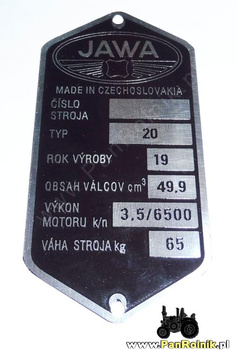 JAWA
MADE IN CZECHOSLOVAKIA
ČÍSLO
STROJA
TYP 20
ROK VÝROBY 19
OBSAH VÁLCOV cm³ 49,9
VÝKON
MOTORU k/n 3,5/6500
VÁHA STROJA kg 65
www.PanRolnik.pl